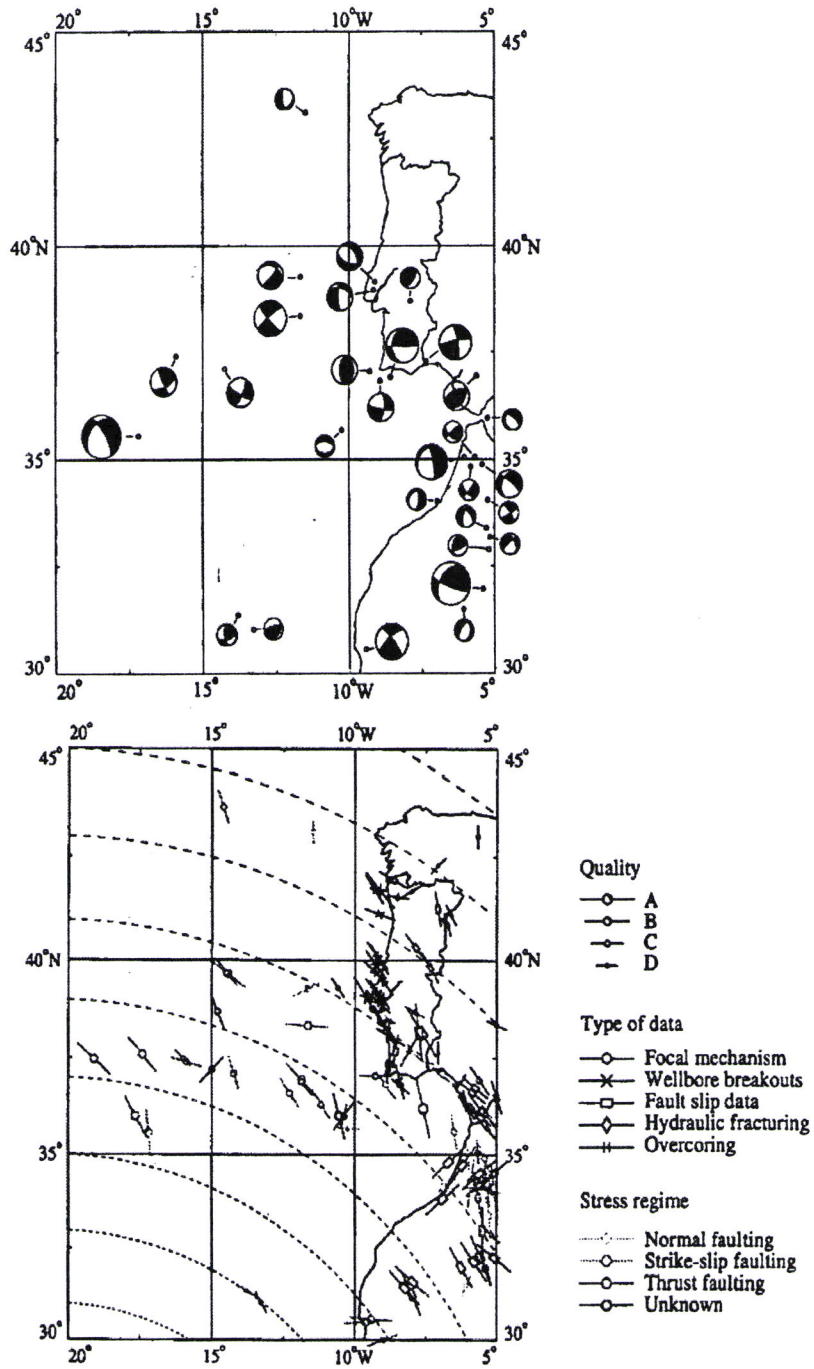 20° 15° 10°W 5°
45° 45°
40°N 40°N
35° 35°
30° 30°
20° 15° 10°W 5°
20° 15° 10°W 5°
45° 45°
40°N 40°N
35° 35°
30° 30°
20° 15° 10°W 5°
Quality
A
B
C
D
Type of data
Focal mechanism
Wellbore breakouts
Fault slip data
Hydraulic fracturing
Overcoring
Stress regime
Normal faulting
Strike-slip faulting
Thrust faulting
Unknown